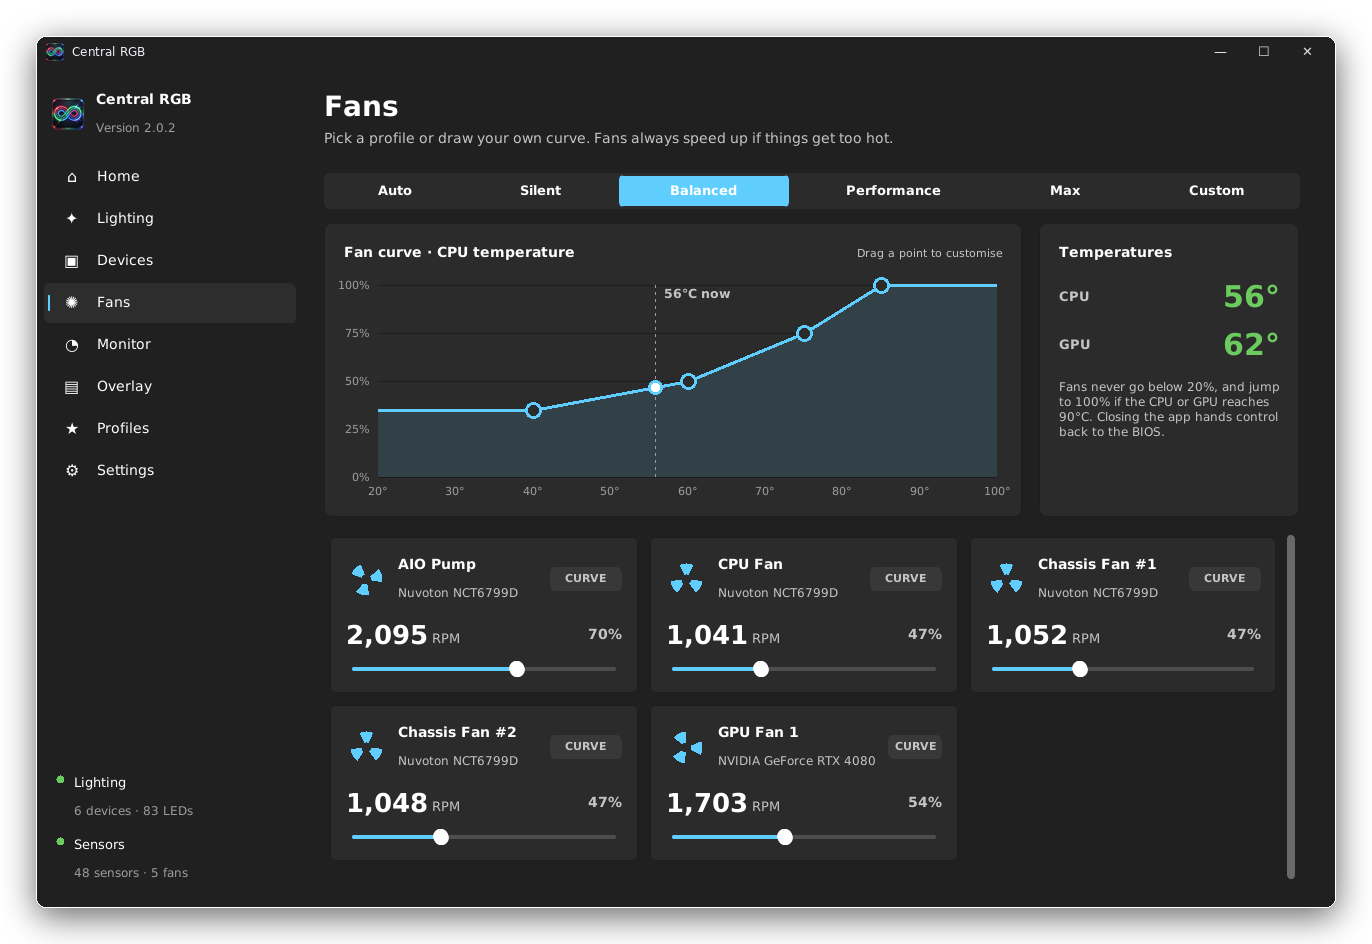 Central RGB
Central RGB
Version 2.0.2
Home
Lighting
Devices
Fans
Monitor
Overlay
Profiles
Settings
Lighting
6 devices · 83 LEDs
Sensors
48 sensors · 5 fans
Fans
Pick a profile or draw your own curve. Fans always speed up if things get too hot.
Auto Silent Balanced Performance Max Custom
Fan curve · CPU temperature
Drag a point to customise
100%
75%
50%
25%
0%
56°C now
20° 30° 40° 50° 60° 70° 80° 90° 100°
Temperatures
CPU 56°
GPU 62°
Fans never go below 20%, and jump
to 100% if the CPU or GPU reaches
90°C. Closing the app hands control
back to the BIOS.
AIO Pump
Nuvoton NCT6799D
CURVE
2,095 RPM 70%
CPU Fan
Nuvoton NCT6799D
CURVE
1,041 RPM 47%
Chassis Fan #1
Nuvoton NCT6799D
CURVE
1,052 RPM 47%
Chassis Fan #2
Nuvoton NCT6799D
CURVE
1,048 RPM 47%
GPU Fan 1
NVIDIA GeForce RTX 4080
CURVE
1,703 RPM 54%